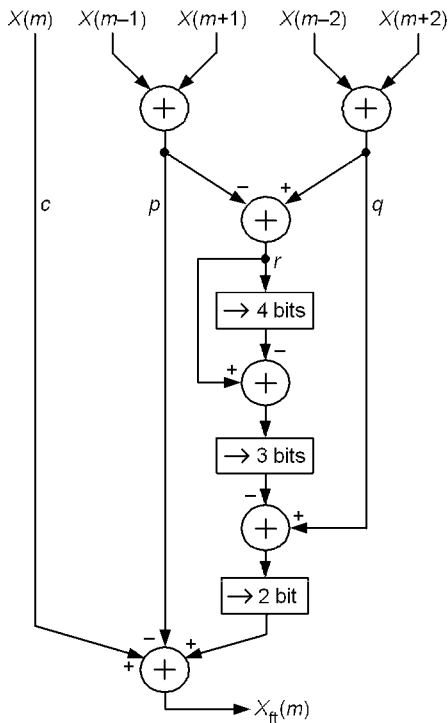 X(m) X(m–1) X(m+1) X(m–2) X(m+2)
+ +
– +
c p + q
r
→ 4 bits
–
+ +
→ 3 bits
– +
+
→ 2 bit
– +
+ +
X_ft(m)